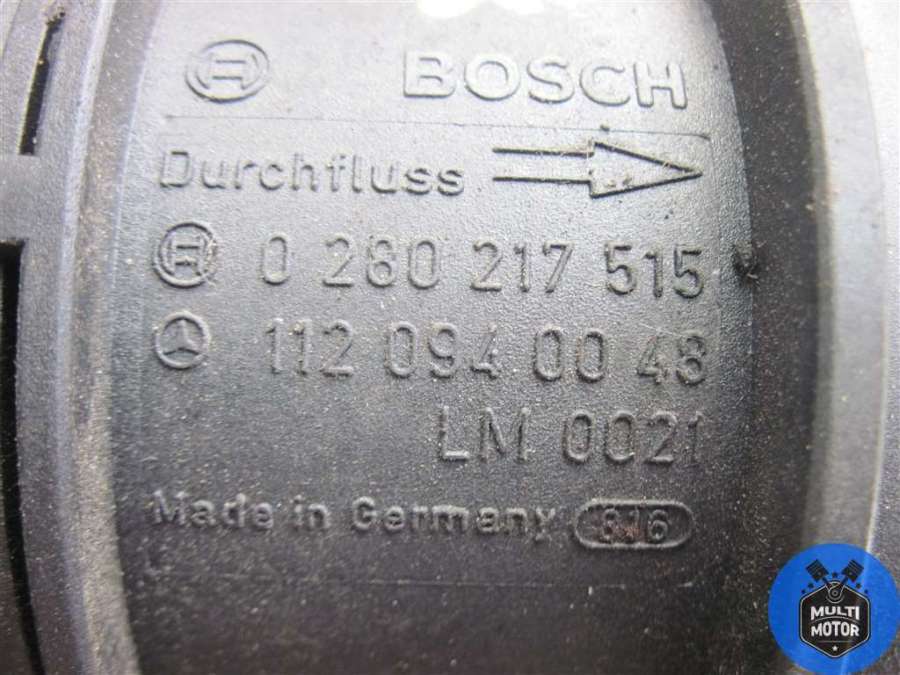 BOSCH
Durchfluss
0 280 217 515
112 094 00 48
LM 0021
Made in Germany 816
MULTI
MOTOR